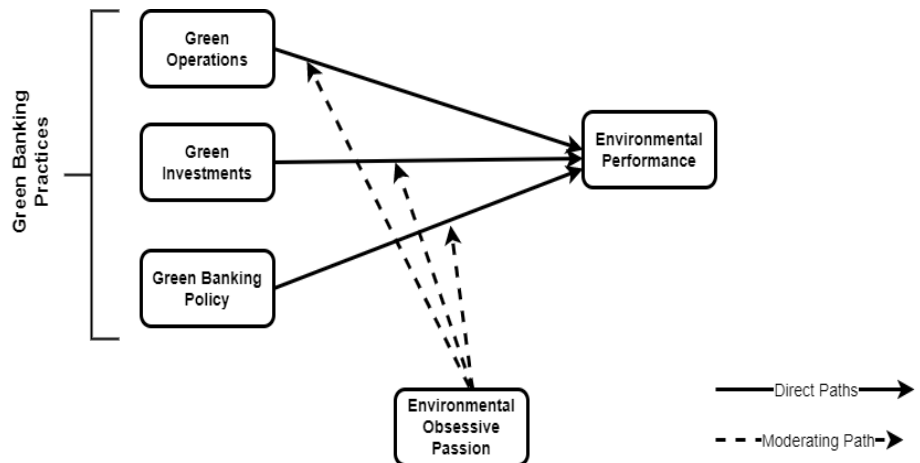 Green Banking
Practices
Green
Operations
Green
Investments
Green Banking
Policy
Environmental
Performance
Environmental
Obsessive
Passion
Direct Paths
Moderating Path